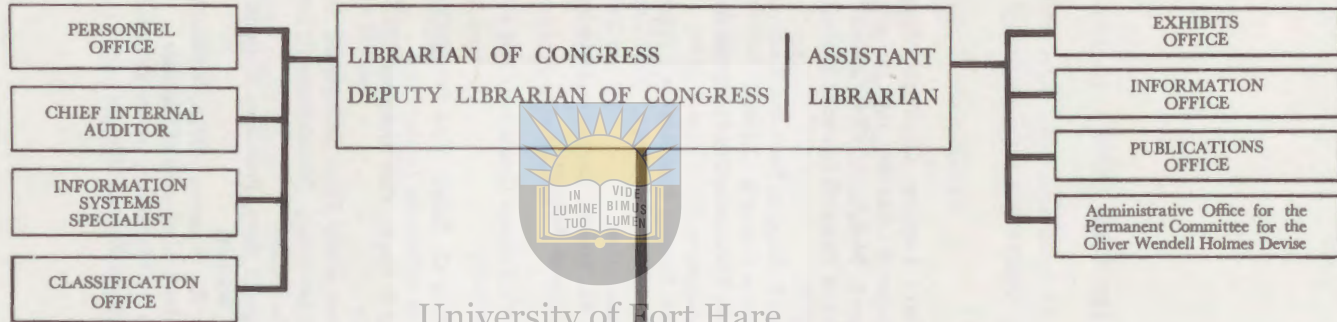 PERSONNEL
OFFICE
CHIEF INTERNAL
AUDITOR
INFORMATION
SYSTEMS
SPECIALIST
CLASSIFICATION
OFFICE
LIBRARIAN OF CONGRESS
DEPUTY LIBRARIAN OF CONGRESS
ASSISTANT
LIBRARIAN
EXHIBITS
OFFICE
INFORMATION
OFFICE
PUBLICATIONS
OFFICE
Administrative Office for the
Permanent Committee for the
Oliver Wendell Holmes Devise
IN
LUMINE
TUO
VIDE
BIMUS
LUMEN
University of Fort Hare